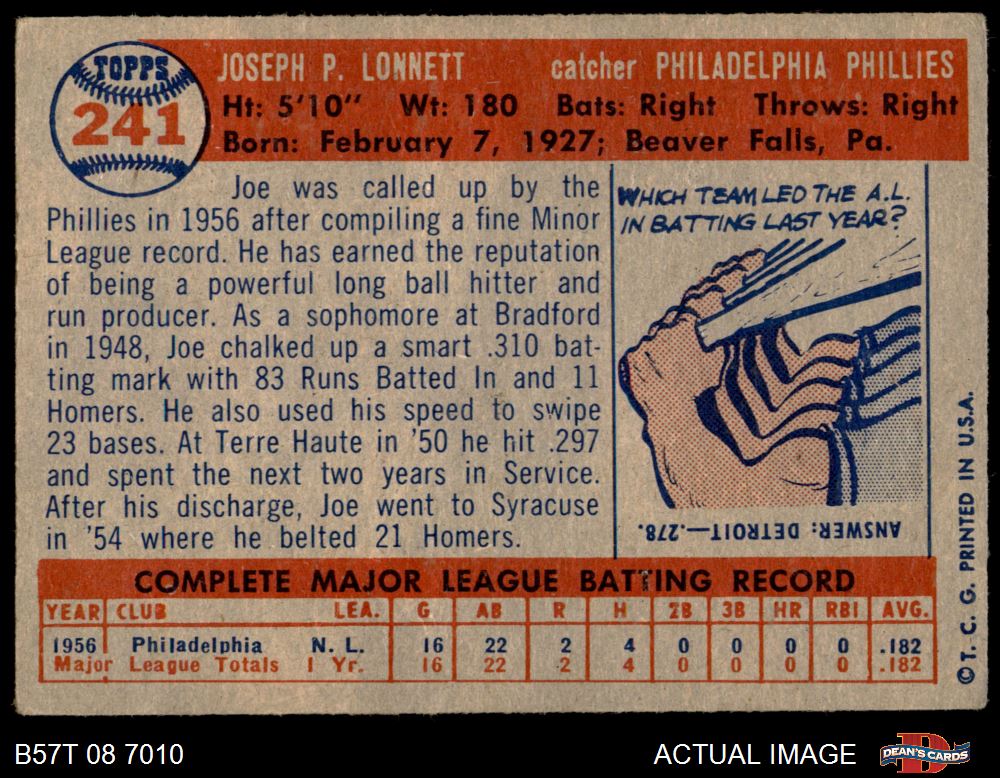 TOPPS
241
JOSEPH P. LONNETT catcher PHILADELPHIA PHILLIES
Ht: 5'10" Wt: 180 Bats: Right Throws: Right
Born: February 7, 1927; Beaver Falls, Pa.
Joe was called up by the
Phillies in 1956 after compiling a fine Minor
League record. He has earned the reputation
of being a powerful long ball hitter and
run producer. As a sophomore at Bradford
in 1948, Joe chalked up a smart .310 bat-
ting mark with 83 Runs Batted In and 11
Homers. He also used his speed to swipe
23 bases. At Terre Haute in '50 he hit .297
and spent the next two years in Service.
After his discharge, Joe went to Syracuse
in '54 where he belted 21 Homers.
WHICH TEAM LED THE A.L.
IN BATTING LAST YEAR?
ANSWER: DETROIT—.278.
COMPLETE MAJOR LEAGUE BATTING RECORD
YEAR CLUB LEA. G AB R H 2B 3B HR RBI AVG.
1956 Philadelphia N. L. 16 22 2 4 0 0 0 0 .182
Major League Totals 1 Yr. 16 22 2 4 0 0 0 0 .182
© T. C. G. PRINTED IN U.S.A.
B57T 08 7010
ACTUAL IMAGE
D
DEAN'S CARDS